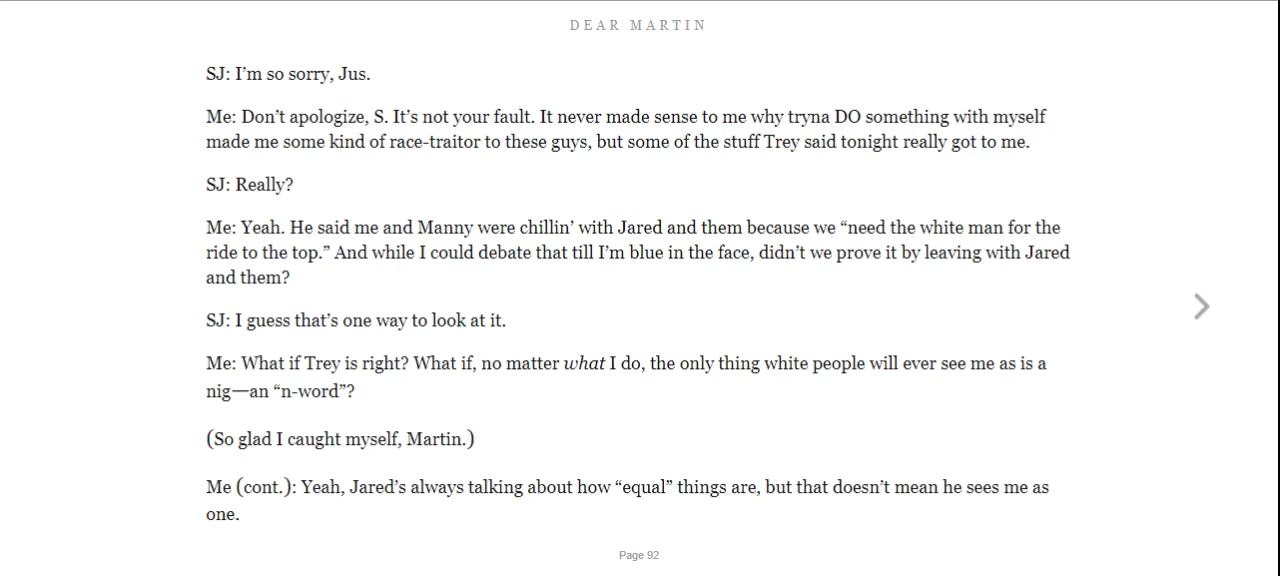 DEAR MARTIN
SJ: I’m so sorry, Jus.
Me: Don’t apologize, S. It’s not your fault. It never made sense to me why tryna DO something with myself
made me some kind of race-traitor to these guys, but some of the stuff Trey said tonight really got to me.
SJ: Really?
Me: Yeah. He said me and Manny were chillin’ with Jared and them because we “need the white man for the
ride to the top.” And while I could debate that till I’m blue in the face, didn’t we prove it by leaving with Jared
and them?
SJ: I guess that’s one way to look at it.
Me: What if Trey is right? What if, no matter what I do, the only thing white people will ever see me as is a
nig—an “n-word”?
(So glad I caught myself, Martin.)
Me (cont.): Yeah, Jared’s always talking about how “equal” things are, but that doesn’t mean he sees me as
one.
Page 92